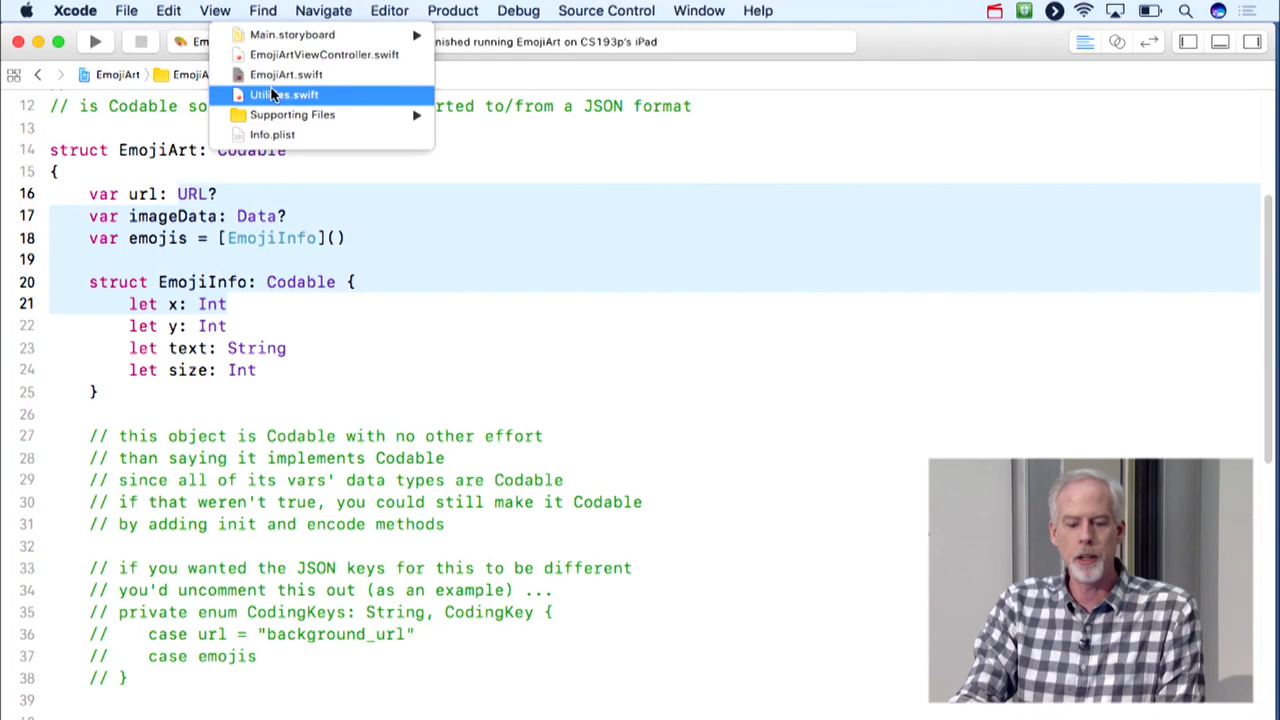 Xcode File Edit View Find Navigate Editor Product Debug Source Control Window Help
Main.storyboard
EmojiArtViewController.swift
nished running EmojiArt on CS193p's iPad
EmojiArt.swift
EmojiArt
Supporting Files
Info.plist
12 // is Codable so rted to/from a JSON format
13
14 struct EmojiArt: Codable
15 {
16 var url: URL?
17 var imageData: Data?
18 var emojis = [EmojiInfo]()
19
20 struct EmojiInfo: Codable {
21 let x: Int
22 let y: Int
23 let text: String
24 let size: Int
25 }
26
27 // this object is Codable with no other effort
28 // than saying it implements Codable
29 // since all of its vars' data types are Codable
30 // if that weren't true, you could still make it Codable
31 // by adding init and encode methods
32
33 // if you wanted the JSON keys for this to be different
34 // you'd uncomment this out (as an example) ...
35 // private enum CodingKeys: String, CodingKey {
36 // case url = "background_url"
37 // case emojis
38 // }
39